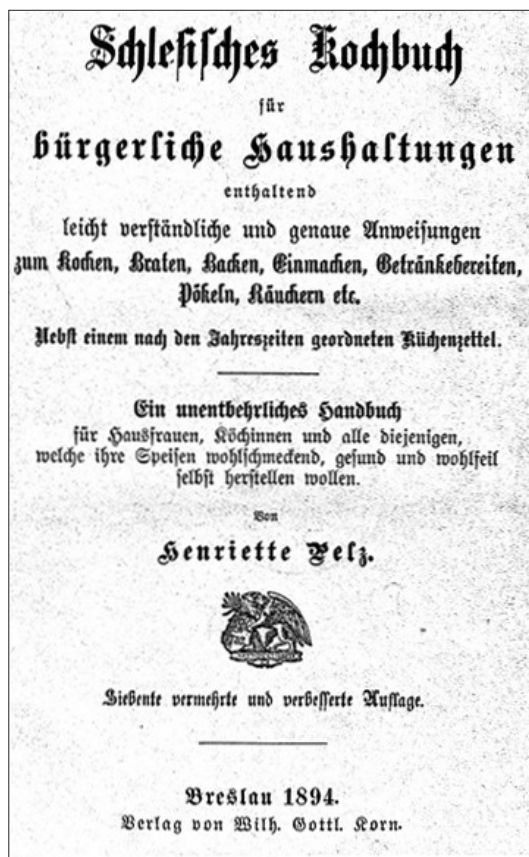 Schlesisches Kochbuch
für
bürgerliche Haushaltungen
enthaltend
leicht verständliche und genaue Anweisungen
zum Kochen, Braten, Backen, Einmachen, Getränkebereiten,
Pökeln, Räuchern etc.
Nebst einem nach den Jahreszeiten geordneten Küchenzettel.
Ein unentbehrliches Handbuch
für Hausfrauen, Köchinnen und alle diejenigen,
welche ihre Speisen wohlschmeckend, gesund und wohlfeil
selbst herstellen wollen.
Von
Henriette Pelz.
Siebente vermehrte und verbesserte Auflage.
Breslau 1894.
Verlag von Wilh. Gottl. Korn.